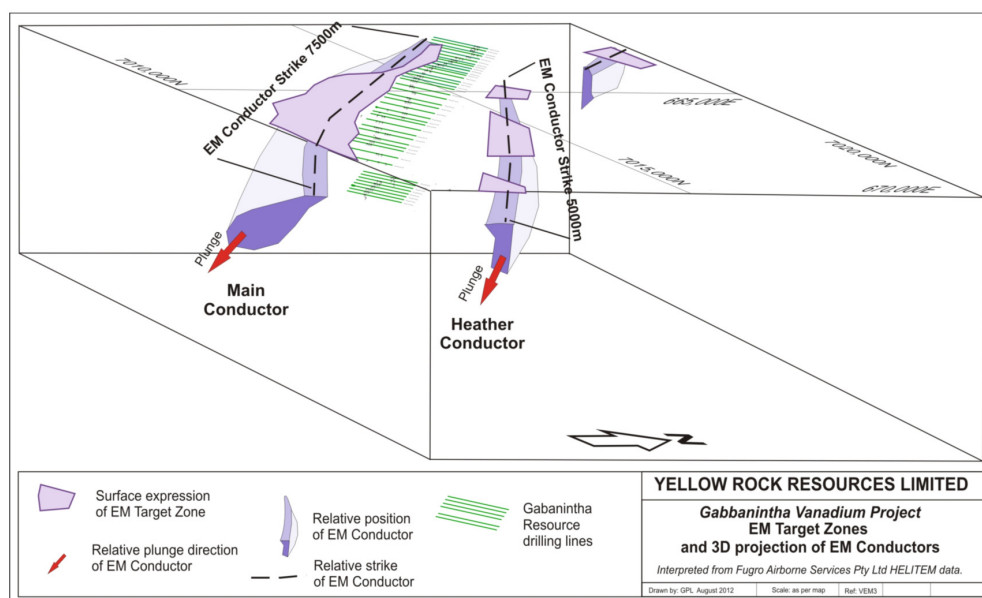 7010.000N
EM Conductor Strike 7500m
EM Conductor Strike 5000m
665.000E
7015.000N
7020.000N
670.000E
Plunge
Main
Conductor
Plunge
Heather
Conductor
N
Surface expression
of EM Target Zone
Relative plunge direction
of EM Conductor
Relative position
of EM Conductor
Relative strike
of EM Conductor
Gabanintha
Resource
drilling lines
YELLOW ROCK RESOURCES LIMITED
Gabbanintha Vanadium Project
EM Target Zones
and 3D projection of EM Conductors
Interpreted from Fugro Airborne Services Pty Ltd HELITEM data.
Drawn by: GPL August 2012 Scale: as per map Ref: VEM3